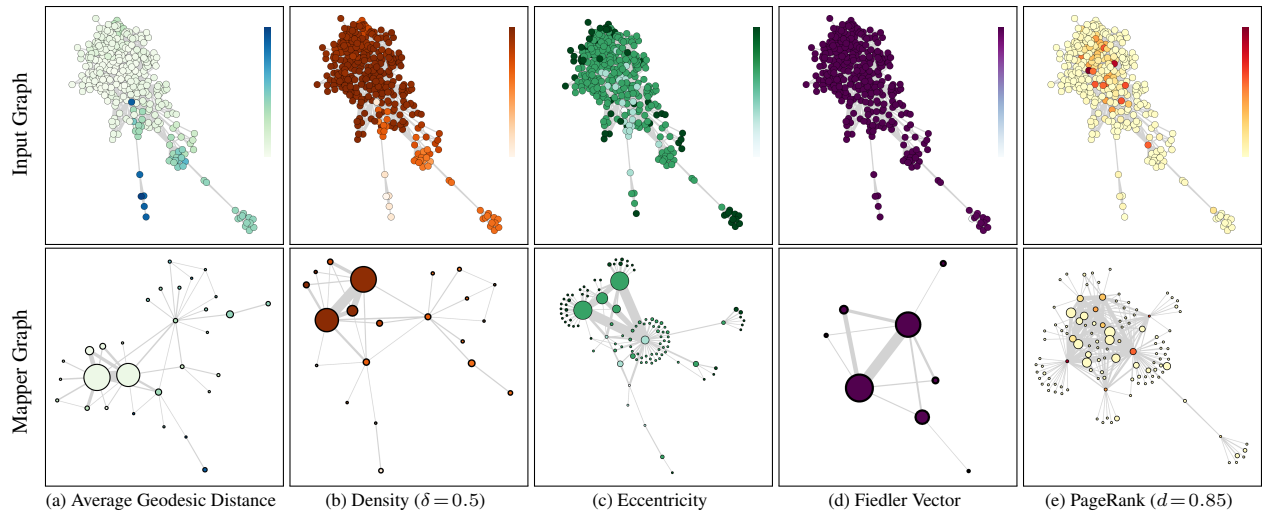 Input Graph
Mapper Graph
(a) Average Geodesic Distance
(b) Density (δ = 0.5)
(c) Eccentricity
(d) Fiedler Vector
(e) PageRank (d = 0.85)